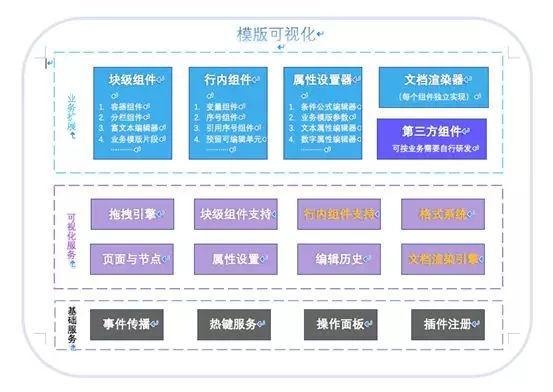 模版可视化
业务扩展
块级组件
1. 容器组件
2. 分栏组件
3. 富文本编辑器
4. 业务模版片段
············
行内组件
1. 变量组件
2. 序号组件
3. 引用序号组件
4. 预留可编辑单元
············
属性设置器
1. 条件公式编辑器
2. 业务模版参数
3. 文本属性编辑器
4. 数字属性编辑器
············
文档渲染器
(每个组件独立实现)
第三方组件
可按业务需要自行研发
可视化服务
拖拽引擎
块级组件支持
行内组件支持
格式系统
页面与节点
属性设置
编辑历史
文档渲染引擎
基础服务
事件传播
热键服务
操作面板
插件注册